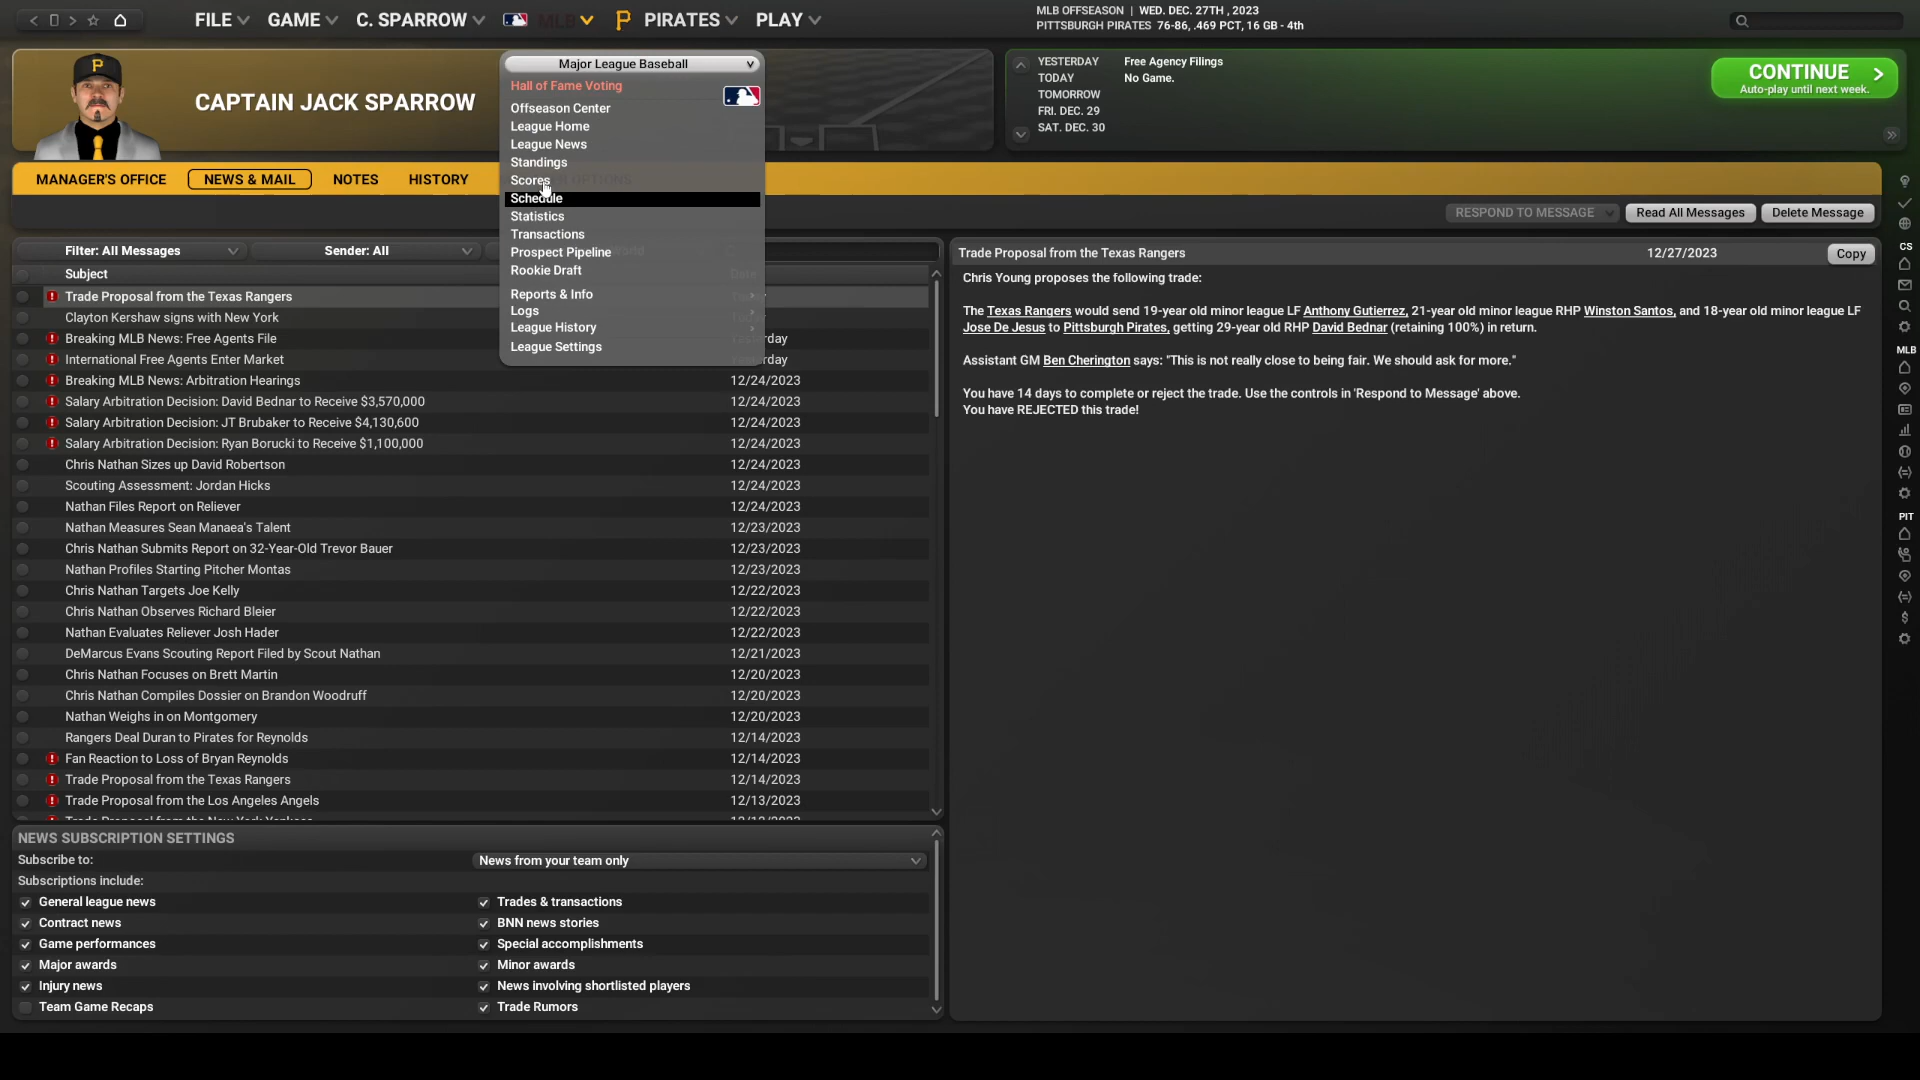 FILE GAME C. SPARROW MLB PIRATES PLAY
MLB OFFSEASON | WED. DEC. 27TH , 2023
PITTSBURGH PIRATES 76-86, .469 PCT, 16 GB - 4th
CAPTAIN JACK SPARROW
Major League Baseball
Hall of Fame Voting
Offseason Center
League Home
League News
Standings
Scores
Schedule
Statistics
Transactions
Prospect Pipeline
Rookie Draft
Reports & Info
Logs
League History
League Settings
YESTERDAY Free Agency Filings
TODAY No Game.
TOMORROW
FRI. DEC. 29
SAT. DEC. 30
CONTINUE
Auto-play until next week.
MANAGER'S OFFICE NEWS & MAIL NOTES HISTORY OPTIONS
RESPOND TO MESSAGE Read All Messages Delete Message
Filter: All Messages Sender: All
Subject
Trade Proposal from the Texas Rangers
Clayton Kershaw signs with New York
Breaking MLB News: Free Agents File
International Free Agents Enter Market
Breaking MLB News: Arbitration Hearings 12/24/2023
Salary Arbitration Decision: David Bednar to Receive $3,570,000 12/24/2023
Salary Arbitration Decision: JT Brubaker to Receive $4,130,600 12/24/2023
Salary Arbitration Decision: Ryan Borucki to Receive $1,100,000 12/24/2023
Chris Nathan Sizes up David Robertson 12/24/2023
Scouting Assessment: Jordan Hicks 12/24/2023
Nathan Files Report on Reliever 12/24/2023
Nathan Measures Sean Manaea's Talent 12/23/2023
Chris Nathan Submits Report on 32-Year-Old Trevor Bauer 12/23/2023
Nathan Profiles Starting Pitcher Montas 12/23/2023
Chris Nathan Targets Joe Kelly 12/22/2023
Chris Nathan Observes Richard Bleier 12/22/2023
Nathan Evaluates Reliever Josh Hader 12/22/2023
DeMarcus Evans Scouting Report Filed by Scout Nathan 12/21/2023
Chris Nathan Focuses on Brett Martin 12/20/2023
Chris Nathan Compiles Dossier on Brandon Woodruff 12/20/2023
Nathan Weighs in on Montgomery 12/20/2023
Rangers Deal Duran to Pirates for Reynolds 12/14/2023
Fan Reaction to Loss of Bryan Reynolds 12/14/2023
Trade Proposal from the Texas Rangers 12/14/2023
Trade Proposal from the Los Angeles Angels 12/13/2023
NEWS SUBSCRIPTION SETTINGS
Subscribe to: News from your team only
Subscriptions include:
General league news Trades & transactions
Contract news BNN news stories
Game performances Special accomplishments
Major awards Minor awards
Injury news News involving shortlisted players
Team Game Recaps Trade Rumors
Trade Proposal from the Texas Rangers 12/27/2023 Copy
Chris Young proposes the following trade:
The Texas Rangers would send 19-year old minor league LF Anthony Gutierrez, 21-year old minor league RHP Winston Santos, and 18-year old minor league LF
Jose De Jesus to Pittsburgh Pirates, getting 29-year old RHP David Bednar (retaining 100%) in return.
Assistant GM Ben Cherington says: "This is not really close to being fair. We should ask for more."
You have 14 days to complete or reject the trade. Use the controls in 'Respond to Message' above.
You have REJECTED this trade!
CS
MLB
PIT